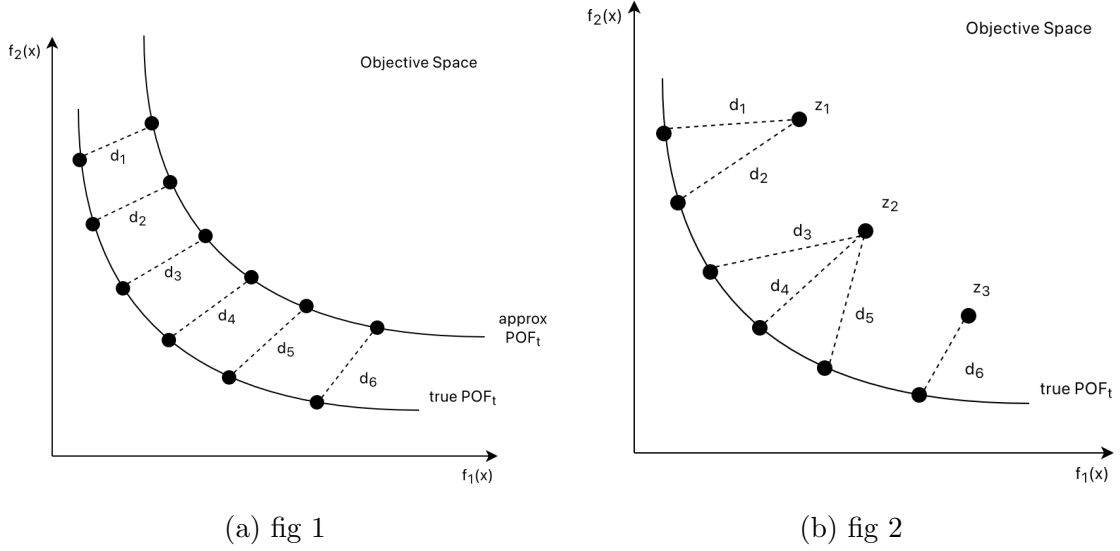 f₂(x)
Objective Space
d₁
d₂
d₃
d₄
d₅
d₆
approx
POFₜ
true POFₜ
f₁(x)
(a) fig 1
f₂(x)
Objective Space
d₁
z₁
d₂
z₂
d₃
d₄
d₅
z₃
d₆
true POFₜ
f₁(x)
(b) fig 2